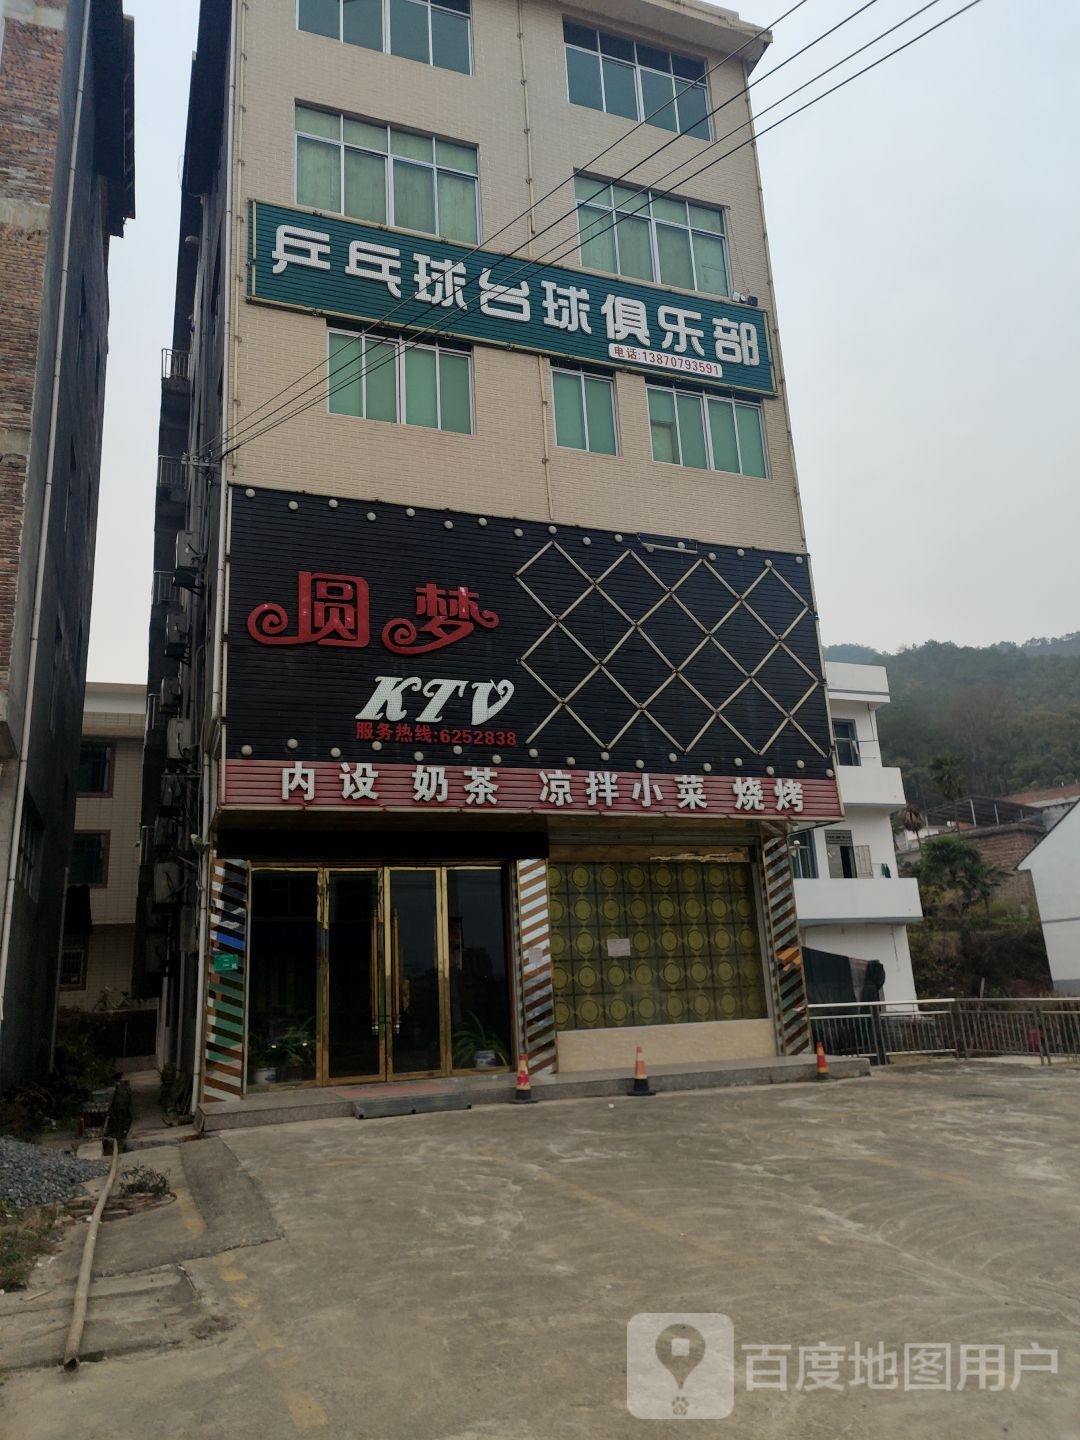 乒乓球台球俱乐部
电话:13870793591
圆梦
KTV
服务热线:6252838
内设 奶茶 凉拌小菜 烧烤
百度地图用户